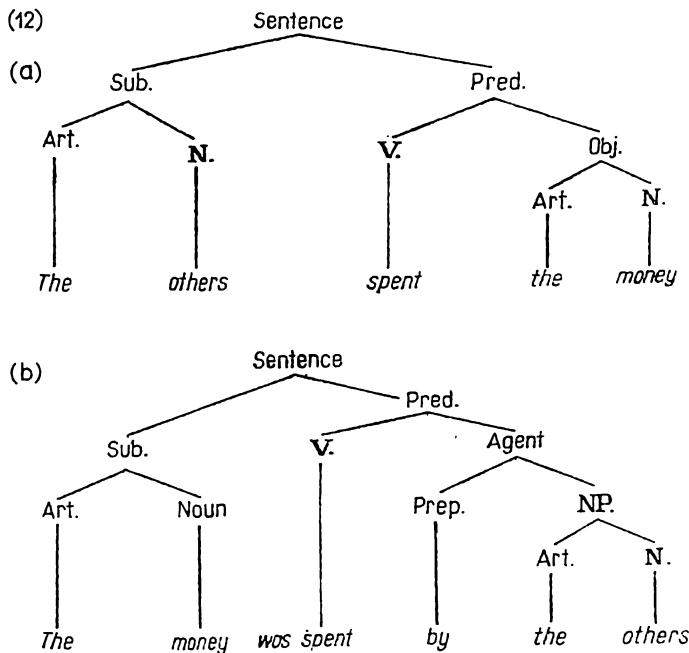 (12) Sentence
(a) Sub. Pred.
Art. N. V. Obj.
Art. N.
The others spent the money
(b) Sentence
Pred.
Sub. V. Agent
Art. Noun Prep. NP.
Art. N.
The money was spent by the others